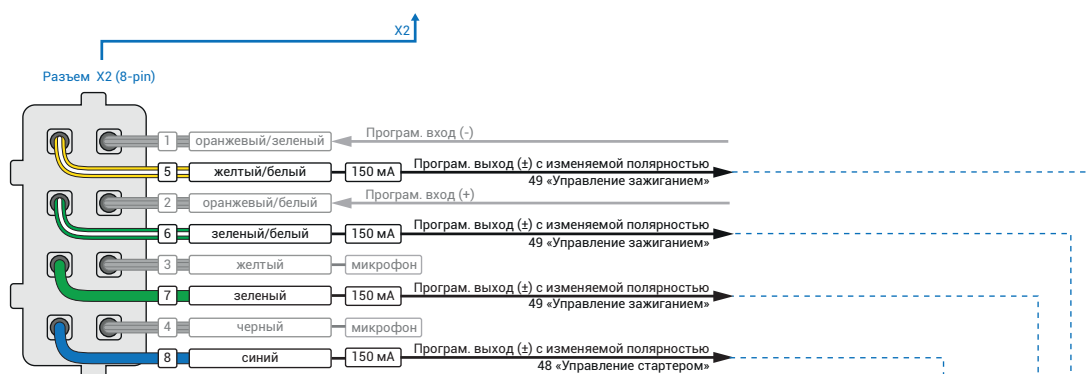 X2
Разъем X2 (8-pin)
1 оранжевый/зеленый Програм. вход (-)
5 желтый/белый 150 мА Програм. выход (±) с изменяемой полярностью
49 «Управление зажиганием»
2 оранжевый/белый Програм. вход (+)
6 зеленый/белый 150 мА Програм. выход (±) с изменяемой полярностью
49 «Управление зажиганием»
3 желтый микрофон
7 зеленый 150 мА Програм. выход (±) с изменяемой полярностью
49 «Управление зажиганием»
4 черный микрофон
8 синий 150 мА Програм. выход (±) с изменяемой полярностью
48 «Управление стартером»